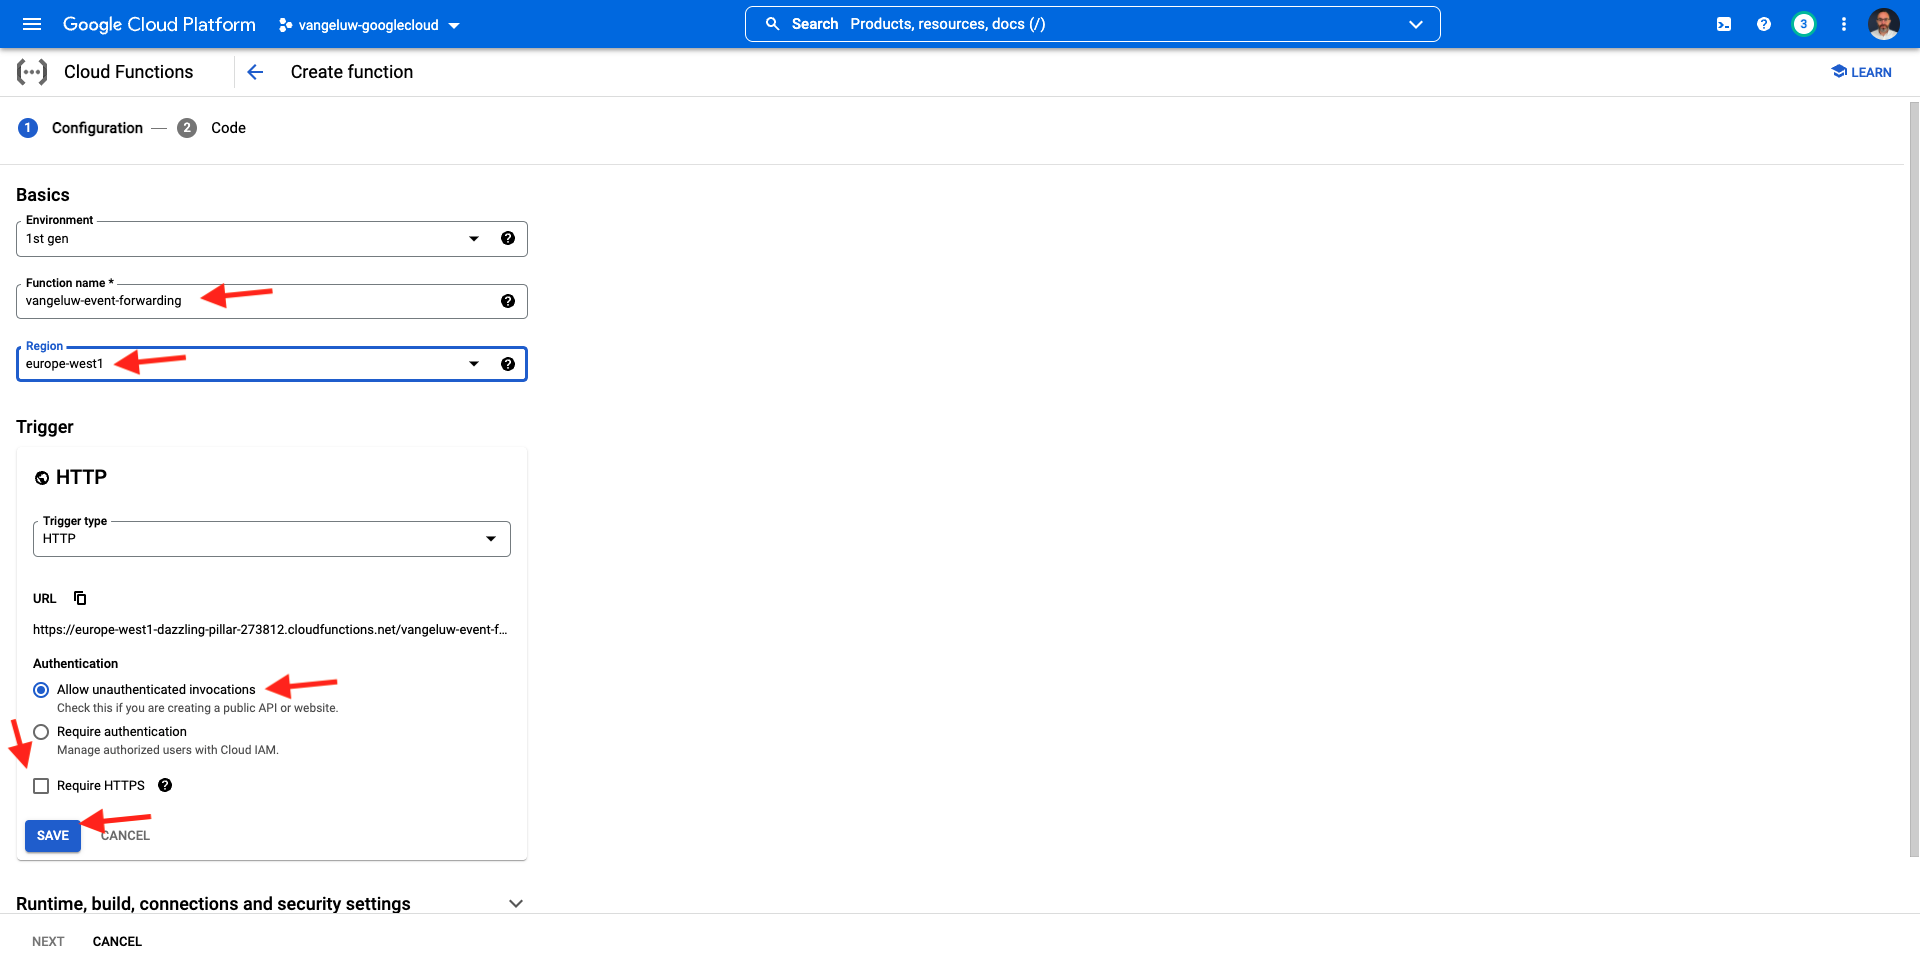 Google Cloud Platform
vangeluw-googlecloud
Search Products, resources, docs (/)
3
Cloud Functions
Create function
LEARN
1 Configuration — 2 Code
Basics
Environment
1st gen
Function name *
vangeluw-event-forwarding
Region
europe-west1
Trigger
HTTP
Trigger type
HTTP
URL
https://europe-west1-dazzling-pillar-273812.cloudfunctions.net/vangeluw-event-f...
Authentication
Allow unauthenticated invocations
Check this if you are creating a public API or website.
Require authentication
Manage authorized users with Cloud IAM.
Require HTTPS
SAVE CANCEL
Runtime, build, connections and security settings
NEXT CANCEL